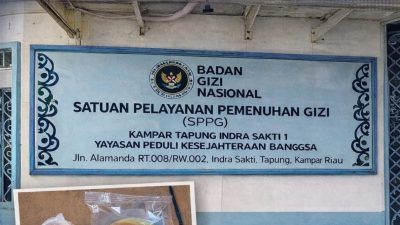 BADAN
GIZI
NASIONAL
SATUAN PELAYANAN PEMENUHAN GIZI
(SPPG)
KAMPAR TAPUNG INDRA SAKTI 1
YAYASAN PEDULI KESEJAHTERAAN BANGGSA
Jln. Alamanda RT.008/RW.002, Indra Sakti, Tapung, Kampar Riau